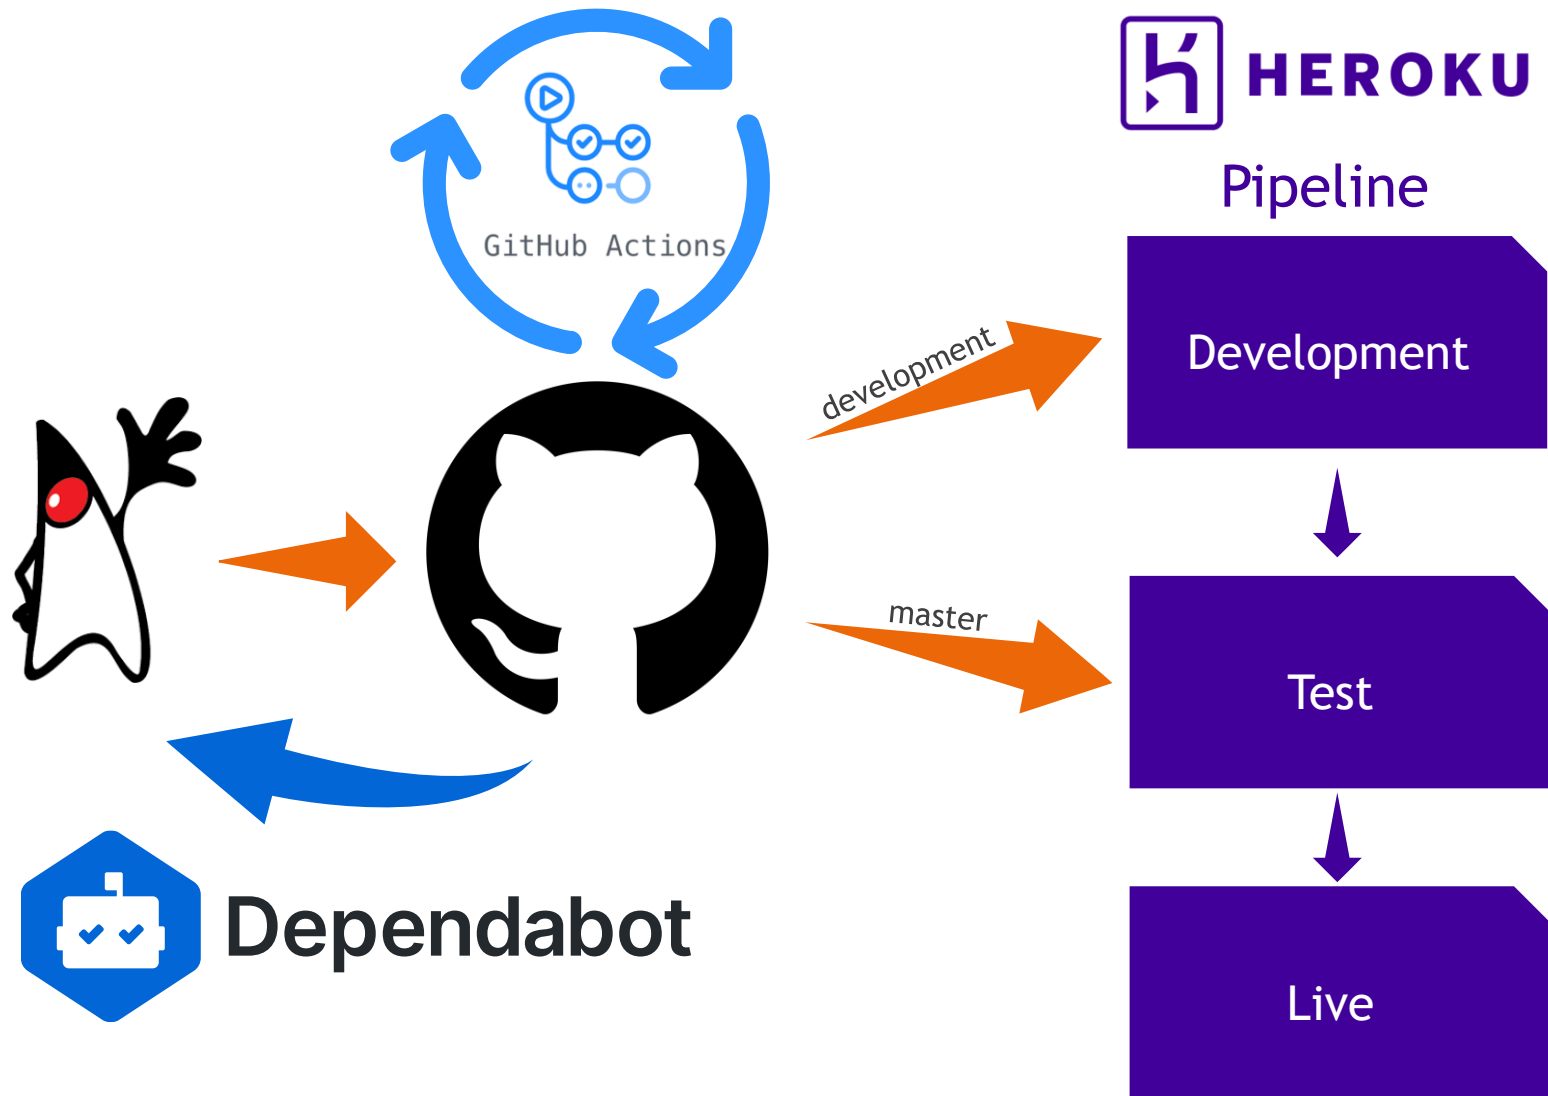 GitHub Actions
HEROKU
Pipeline
development
Development
master
Test
Live
Dependabot